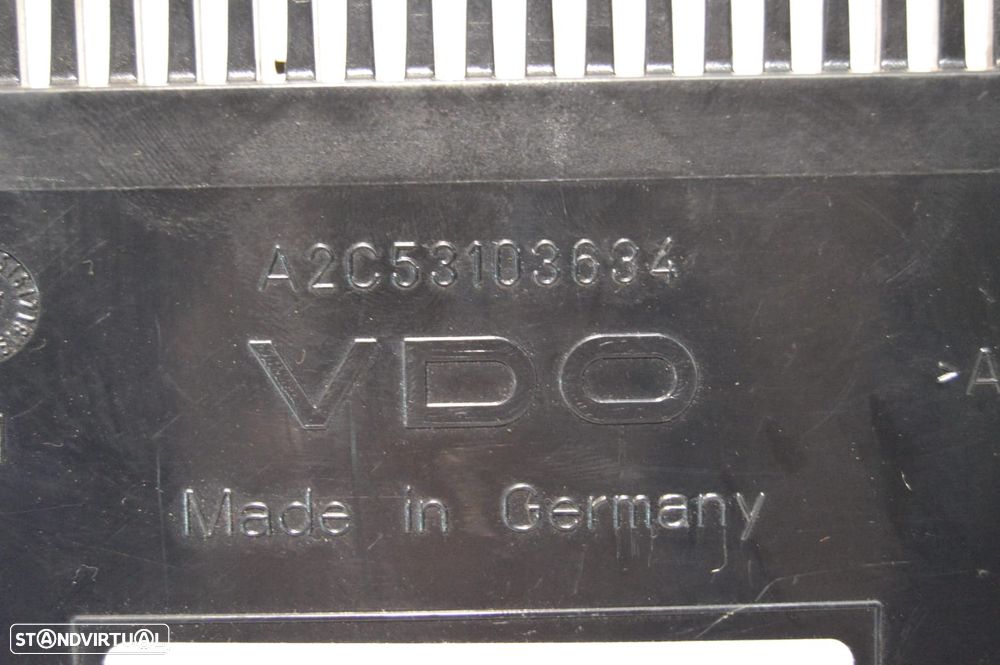 A2C53103634
VDO
>A
Made in Germany
STANDVIRTUAL